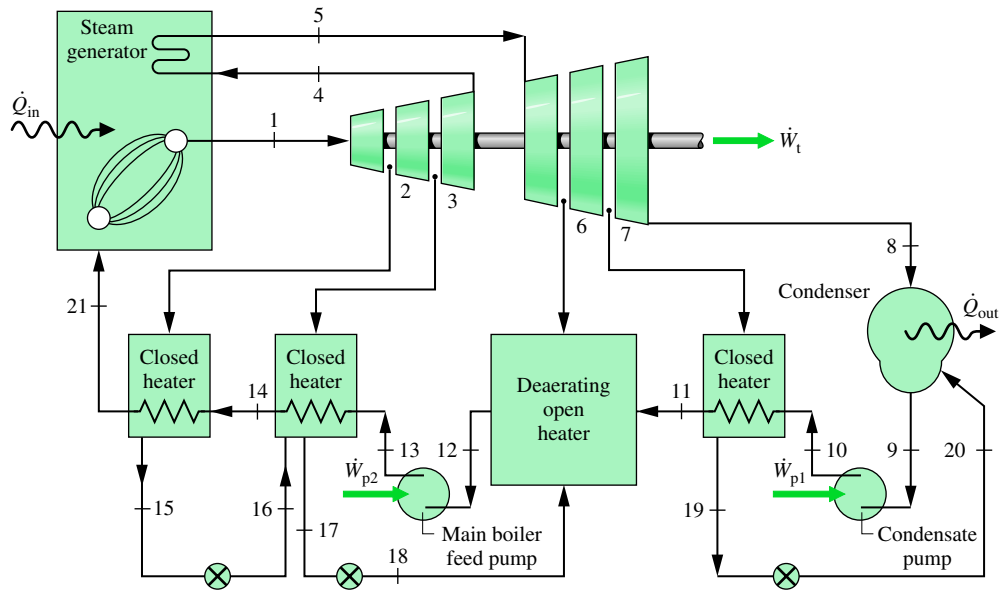 5
Steam
generator
4
Q̇in
1
Ẇt
2
3
6
7
8
Condenser
Q̇out
21
Closed
heater
14
Closed
heater
Deaerating
open
heater
11
Closed
heater
13
12
10
9
20
Ẇp2
Ẇp1
15
16
17
19
Main boiler
feed pump
Condensate
pump
18